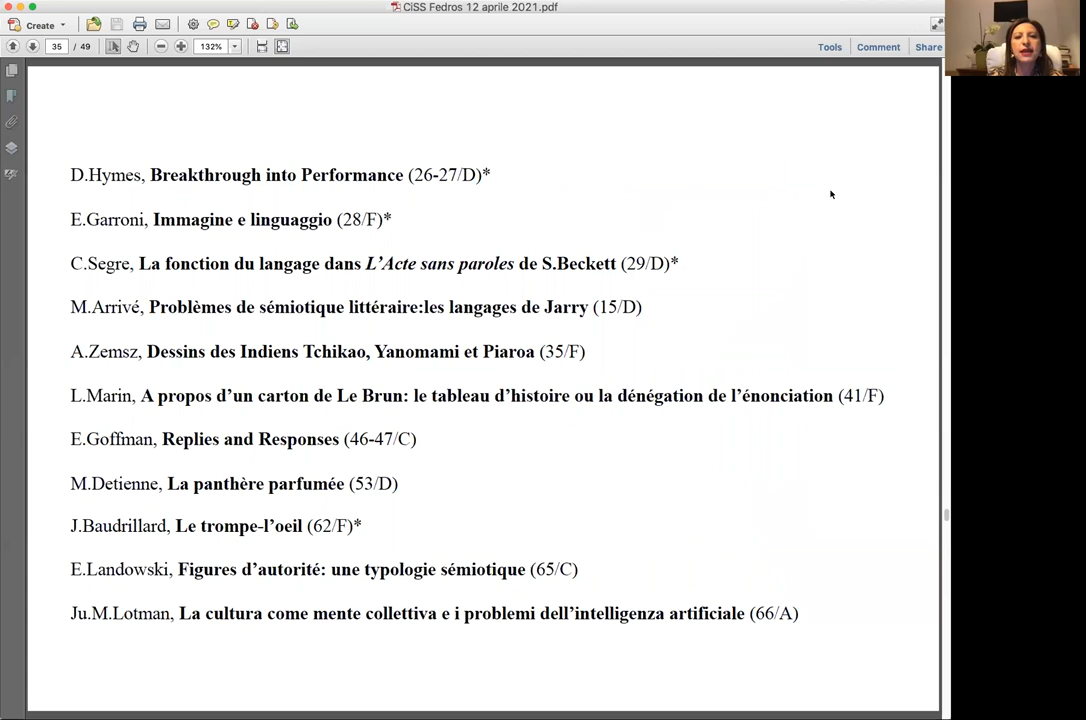 CiSS Fedros 12 aprile 2021.pdf
Create
35 / 49
132%
Tools Comment Share
D.Hymes, Breakthrough into Performance (26-27/D)*
E.Garroni, Immagine e linguaggio (28/F)*
C.Segre, La fonction du langage dans L’Acte sans paroles de S.Beckett (29/D)*
M.Arrivé, Problèmes de sémiotique littéraire:les langages de Jarry (15/D)
A.Zemsz, Dessins des Indiens Tchikao, Yanomami et Piaroa (35/F)
L.Marin, A propos d’un carton de Le Brun: le tableau d’histoire ou la dénégation de l’énonciation (41/F)
E.Goffman, Replies and Responses (46-47/C)
M.Detienne, La panthère parfumée (53/D)
J.Baudrillard, Le trompe-l’oeil (62/F)*
E.Landowski, Figures d’autorité: une typologie sémiotique (65/C)
Ju.M.Lotman, La cultura come mente collettiva e i problemi dell’intelligenza artificiale (66/A)